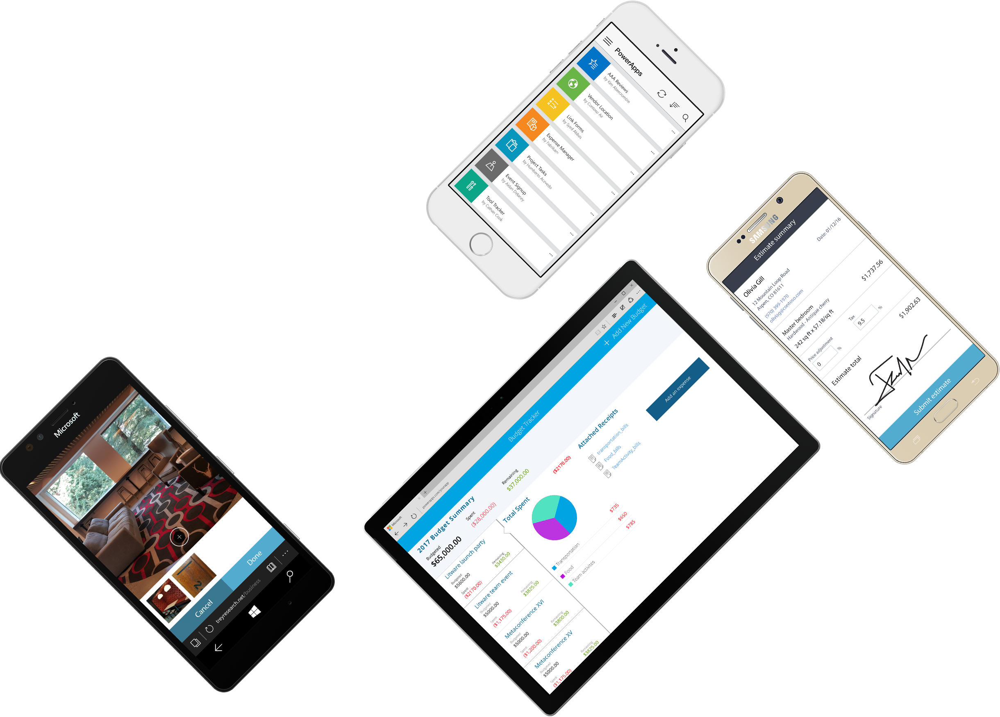 PowerApps
AAA Reviews
by Kim Abercrombie
Vendor Location
by Contoso Air
Link Forms
by Syed Abbas
Expense Manager
by Fabrikam
Project Tasks
by Humberto Acevedo
Event Signup
by Aidan Delaney
Tool Tracker
by Cathan Cook
SAMSUNG
Estimate summary
Date: 01/12/16
Olivia Gill
12 Mountain Loop Road
Aspen, CO 81611
(970) 399-1970
oliviag@contoso.com
Master bedroom
Hardwood - Antique cherry
242 sq ft x $7.18/sq ft
$1,737.56
Price adjustment
0 %
Tax
9.5 %
Estimate total
$1,902.63
Signature
Submit estimate
Microsoft
powerapps.com/yourapp
Budget Tracker
Add New Budget
2017 Budget Summary
Budgeted
$65,000.00
Spent
($28,000.00)
Remaining
$37,000.00
Litware launch party
Budgeted
$5600.00
Remaining
$3430.00
Spent
($2170.00)
Litware team event
Budgeted
$5000.00
Remaining
$3825.00
Spent
($1,175.00)
Metaconference XVI
Budgeted
$5000.00
Remaining
$3800.00
Spent
($1,200.00)
Metaconference XV
Budgeted
$5000.00
Remaining
$3825.00
Spent
($1,175.00)
Total Spent
($2170.00)
Transportation
$735
Food
$650
Team activites
$785
Attached Receipts
transportation_bills
Food_bills
TeamActivity_bills
Add an expense
Microsoft
2
Cancel
Done
treyresearch.net/business